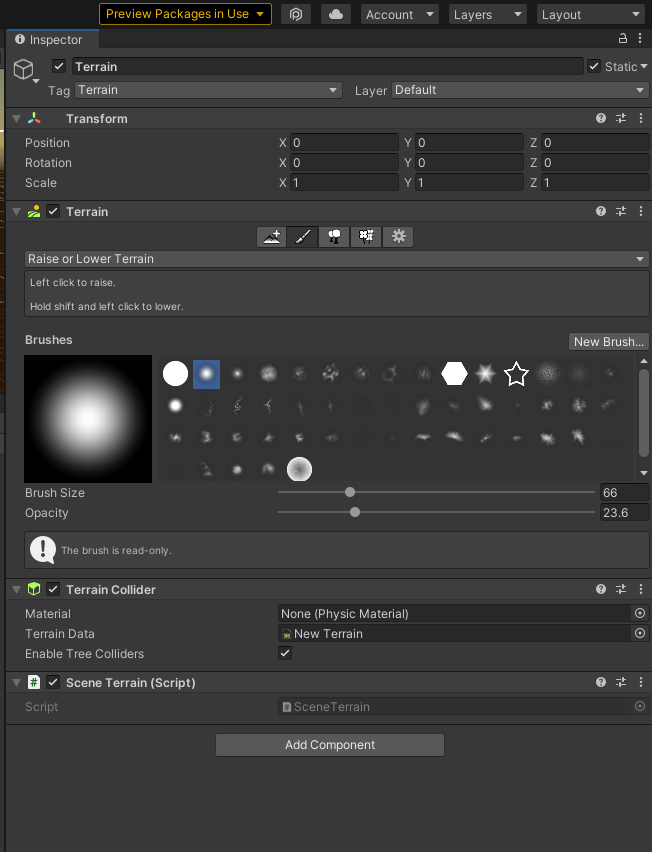 Preview Packages in Use Account Layers Layout
Inspector
Terrain Static
Tag Terrain Layer Default
Transform
Position X 0 Y 0 Z 0
Rotation X 0 Y 0 Z 0
Scale X 1 Y 1 Z 1
Terrain
Raise or Lower Terrain
Left click to raise.
Hold shift and left click to lower.
Brushes New Brush...
Brush Size 66
Opacity 23.6
The brush is read-only.
Terrain Collider
Material None (Physic Material)
Terrain Data New Terrain
Enable Tree Colliders
# Scene Terrain (Script)
Script # SceneTerrain
Add Component